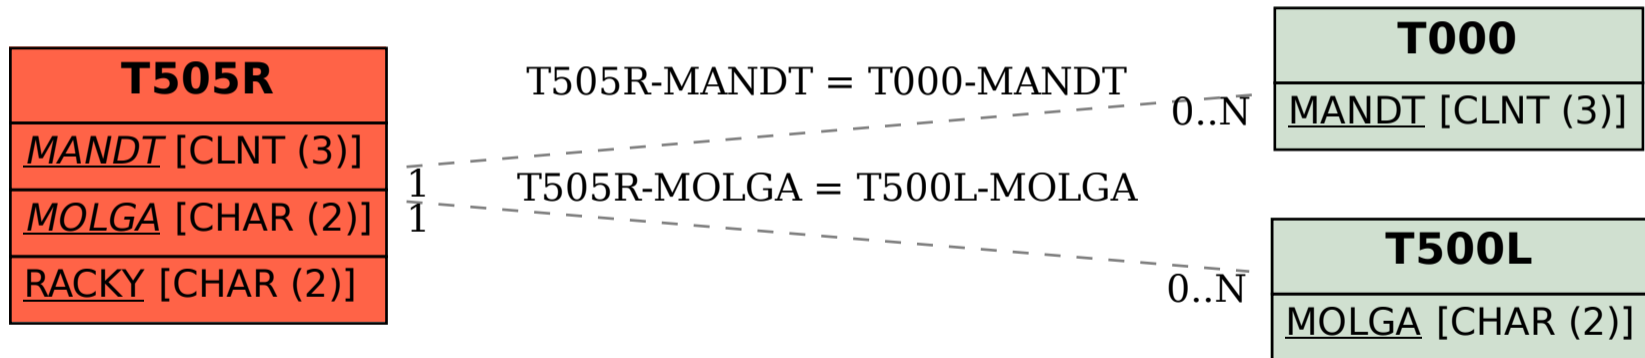 T505R
MANDT [CLNT (3)]
MOLGA [CHAR (2)]
RACKY [CHAR (2)]
T505R-MANDT = T000-MANDT
0..N
1
T505R-MOLGA = T500L-MOLGA
1
0..N
T000
MANDT [CLNT (3)]
T500L
MOLGA [CHAR (2)]